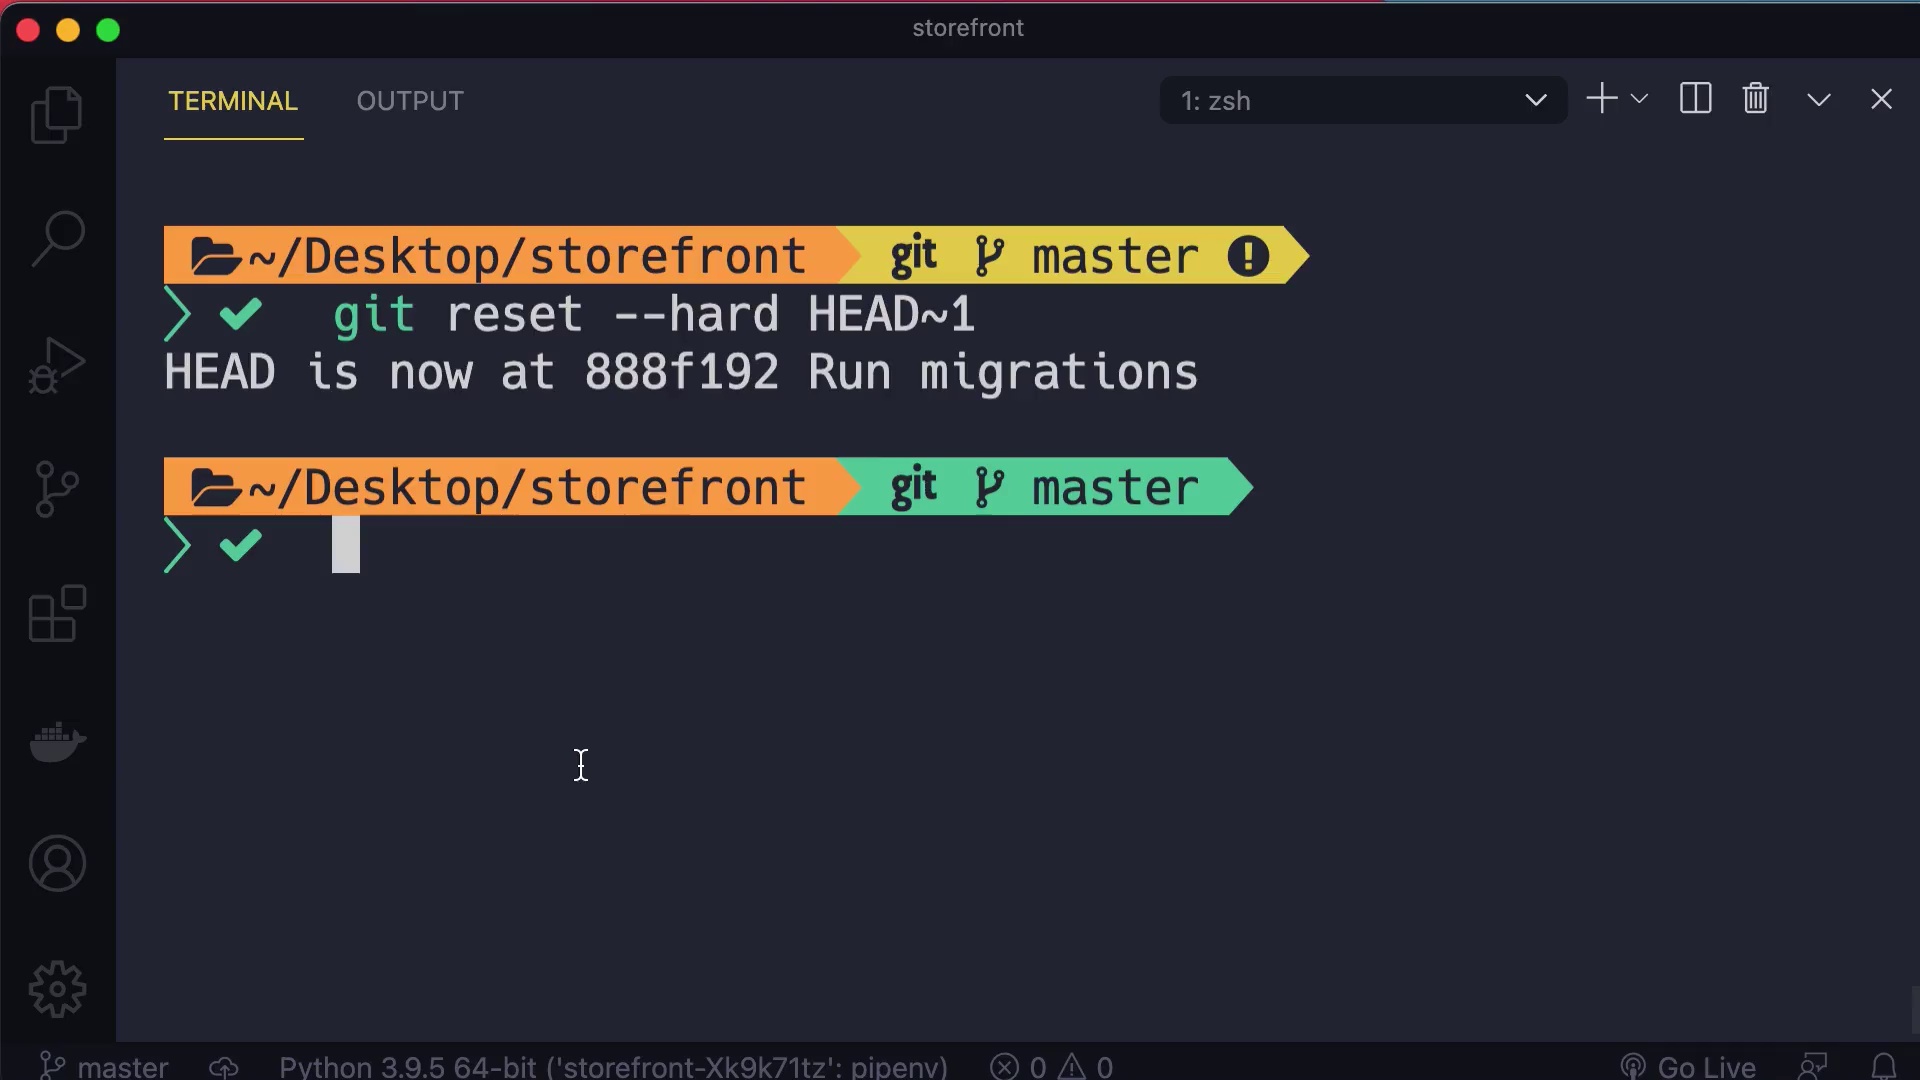 storefront
TERMINAL OUTPUT 1: zsh
~/Desktop/storefront git master
git reset --hard HEAD~1
HEAD is now at 888f192 Run migrations
~/Desktop/storefront git master
master Python 3.9.5 64-bit ('storefront-Xk9k71tz': pipenv) 0 0 Go Live